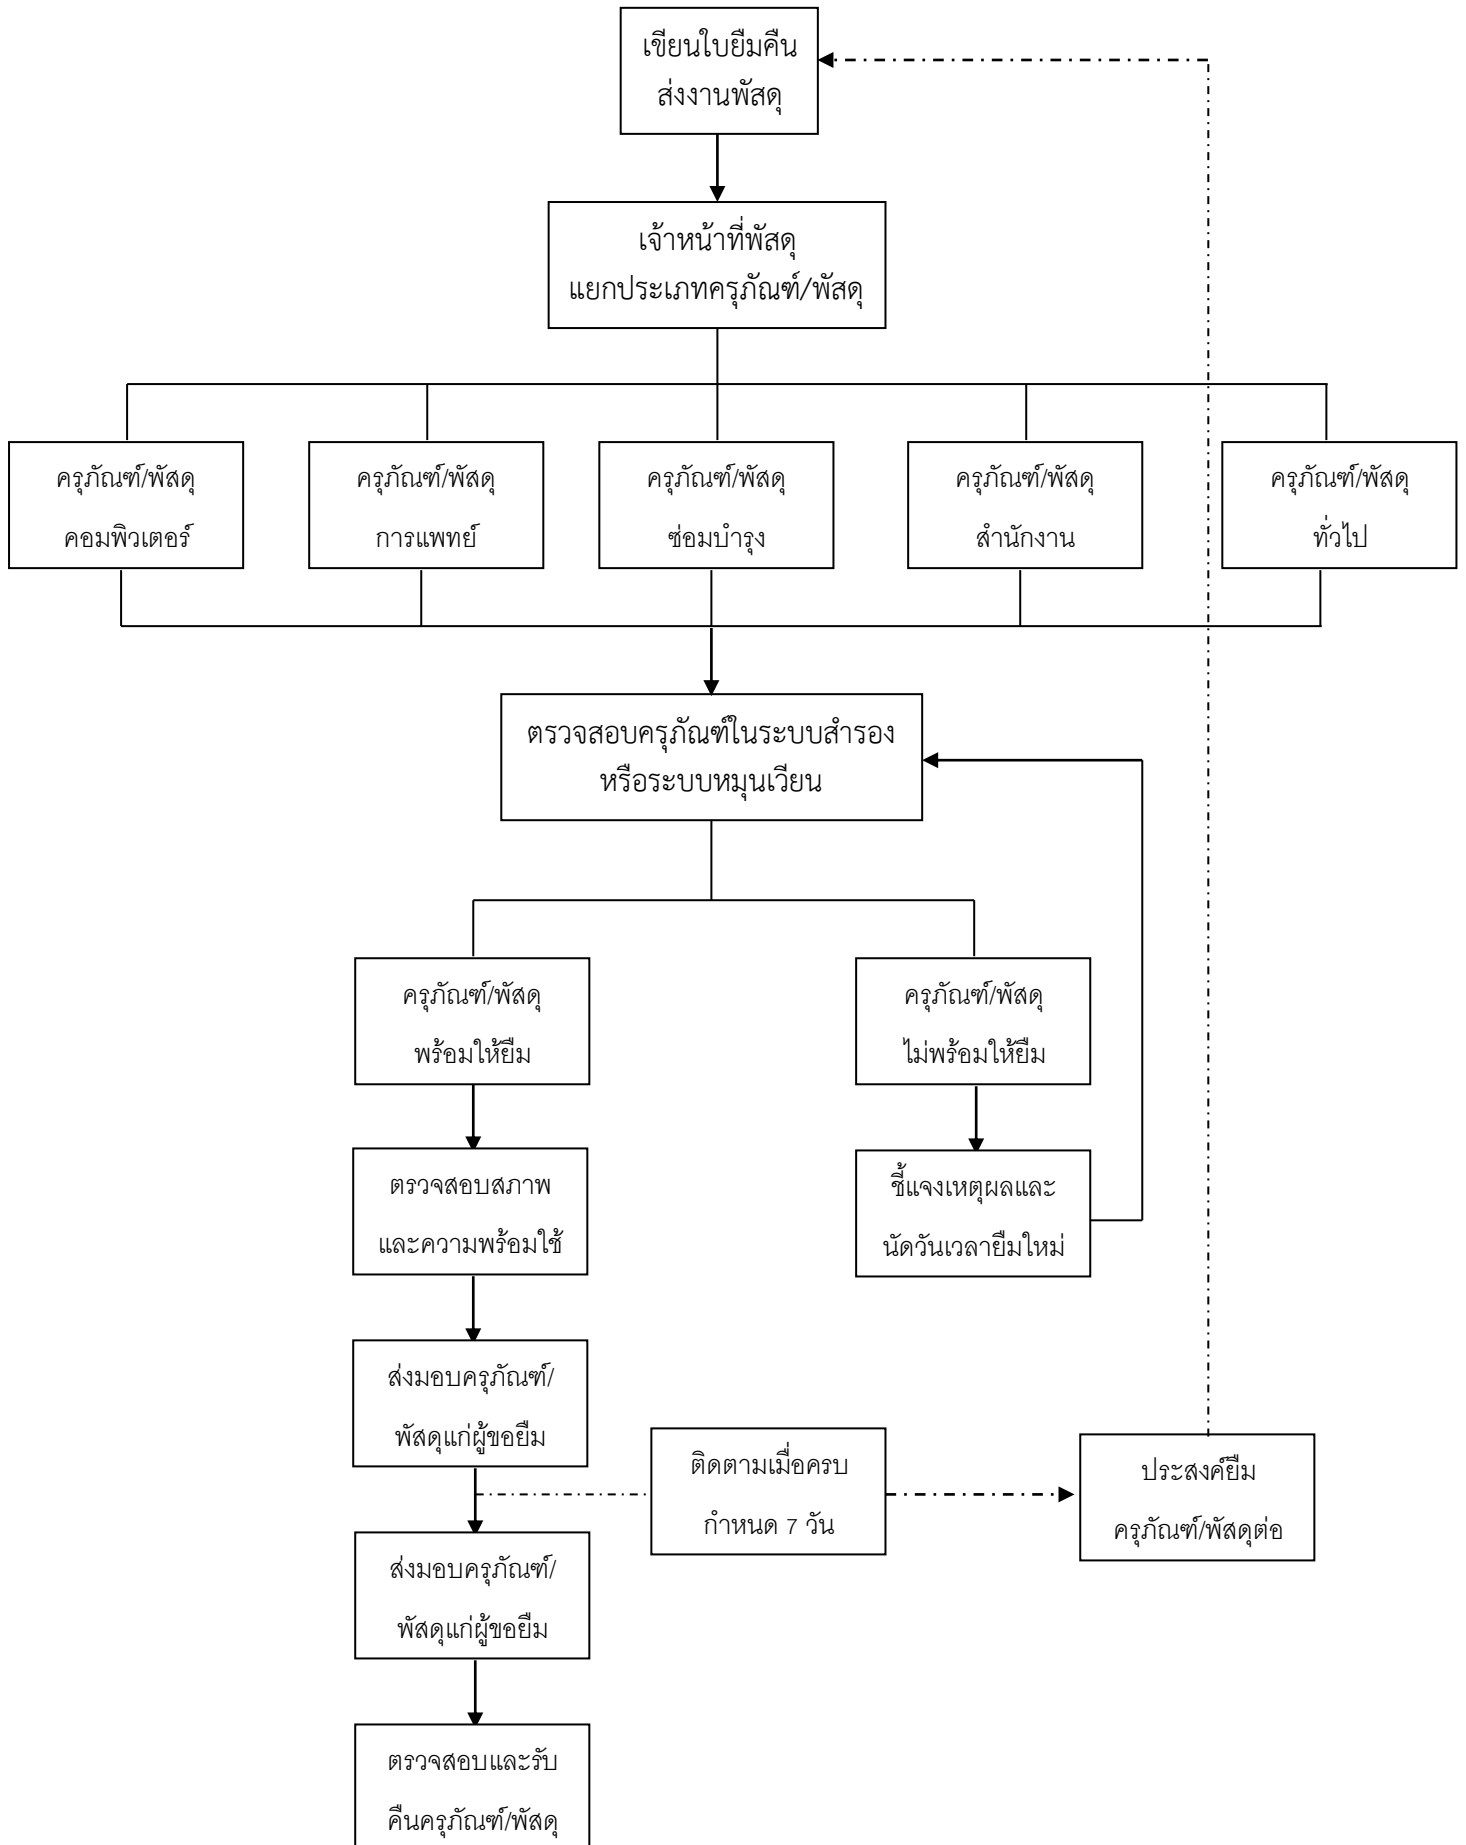 เขียนใบยืมคืน
ส่งงานพัสดุ
เจ้าหน้าที่พัสดุ
แยกประเภทครุภัณฑ์/พัสดุ
ครุภัณฑ์/พัสดุ
คอมพิวเตอร์
ครุภัณฑ์/พัสดุ
การแพทย์
ครุภัณฑ์/พัสดุ
ซ่อมบำรุง
ครุภัณฑ์/พัสดุ
สำนักงาน
ครุภัณฑ์/พัสดุ
ทั่วไป
ตรวจสอบครุภัณฑ์ในระบบสำรอง
หรือระบบหมุนเวียน
ครุภัณฑ์/พัสดุ
พร้อมให้ยืม
ครุภัณฑ์/พัสดุ
ไม่พร้อมให้ยืม
ตรวจสอบสภาพ
และความพร้อมใช้
ชี้แจงเหตุผลและ
นัดวันเวลายืมใหม่
ส่งมอบครุภัณฑ์/
พัสดุแก่ผู้ขอยืม
ติดตามเมื่อครบ
กำหนด 7 วัน
ประสงค์ยืม
ครุภัณฑ์/พัสดุต่อ
ส่งมอบครุภัณฑ์/
พัสดุแก่ผู้ขอยืม
ตรวจสอบและรับ
คืนครุภัณฑ์/พัสดุ